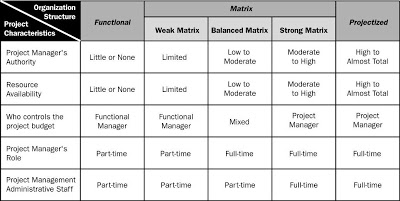 Organization
Structure
Project
Characteristics
Functional
Matrix
Projectized
Weak Matrix
Balanced Matrix
Strong Matrix
Project Manager's
Authority
Little or None
Limited
Low to
Moderate
Moderate
to High
High to
Almost Total
Resource
Availability
Little or None
Limited
Low to
Moderate
Moderate
to High
High to
Almost Total
Who controls the
project budget
Functional
Manager
Functional
Manager
Mixed
Project
Manager
Project
Manager
Project Manager's
Role
Part-time
Part-time
Full-time
Full-time
Full-time
Project Management
Administrative Staff
Part-time
Part-time
Part-time
Full-time
Full-time